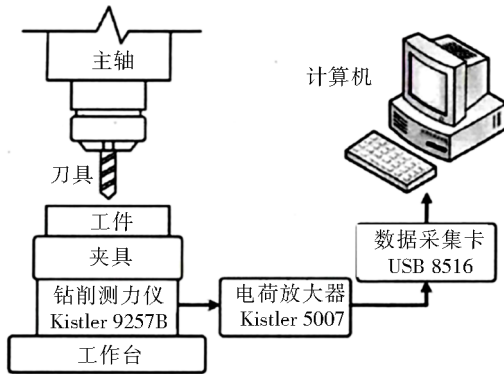 主轴
计算机
刀具
工件
夹具
钻削测力仪
Kistler 9257B
工作台
电荷放大器
Kistler 5007
数据采集卡
USB 8516